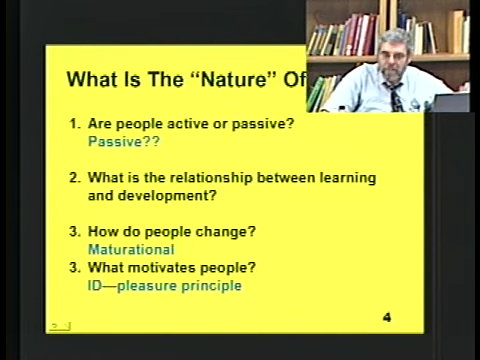 What Is The “Nature” Of
1. Are people active or passive?
Passive??
2. What is the relationship between learning
and development?
3. How do people change?
Maturational
3. What motivates people?
ID—pleasure principle
4